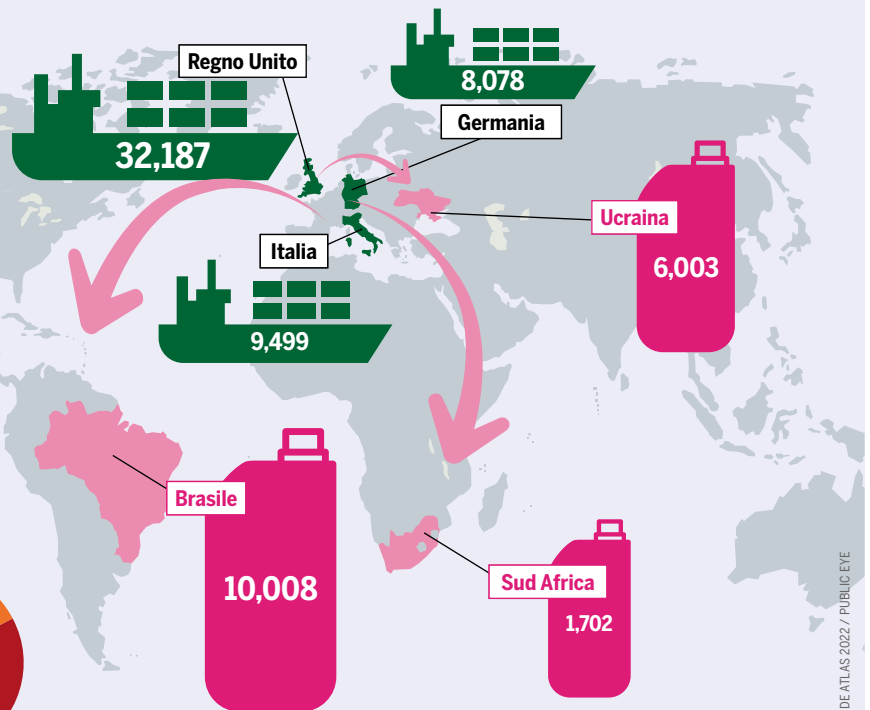 Regno Unito
8,078
32,187
Germania
Ucraina
Italia
6,003
9,499
Brasile
10,008
Sud Africa
1,702
DE ATLAS 2022 / PUBLIC EYE